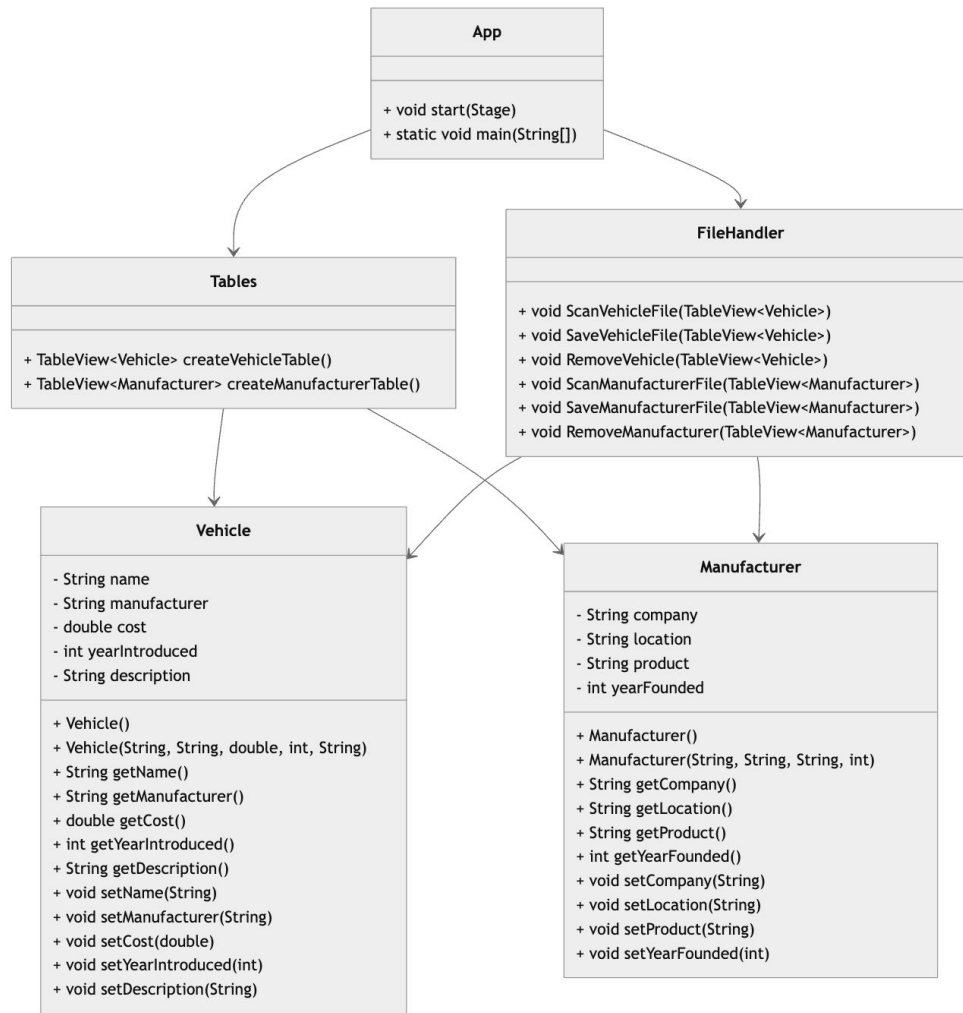 App
+ void start(Stage)
+ static void main(String[])
Tables
+ TableView<Vehicle> createVehicleTable()
+ TableView<Manufacturer> createManufacturerTable()
FileHandler
+ void ScanVehicleFile(TableView<Vehicle>)
+ void SaveVehicleFile(TableView<Vehicle>)
+ void RemoveVehicle(TableView<Vehicle>)
+ void ScanManufacturerFile(TableView<Manufacturer>)
+ void SaveManufacturerFile(TableView<Manufacturer>)
+ void RemoveManufacturer(TableView<Manufacturer>)
Vehicle
- String name
- String manufacturer
- double cost
- int yearIntroduced
- String description
+ Vehicle()
+ Vehicle(String, String, double, int, String)
+ String getName()
+ String getManufacturer()
+ double getCost()
+ int getYearIntroduced()
+ String getDescription()
+ void setName(String)
+ void setManufacturer(String)
+ void setCost(double)
+ void setYearIntroduced(int)
+ void setDescription(String)
Manufacturer
- String company
- String location
- String product
- int yearFounded
+ Manufacturer()
+ Manufacturer(String, String, String, int)
+ String getCompany()
+ String getLocation()
+ String getProduct()
+ int getYearFounded()
+ void setCompany(String)
+ void setLocation(String)
+ void setProduct(String)
+ void setYearFounded(int)